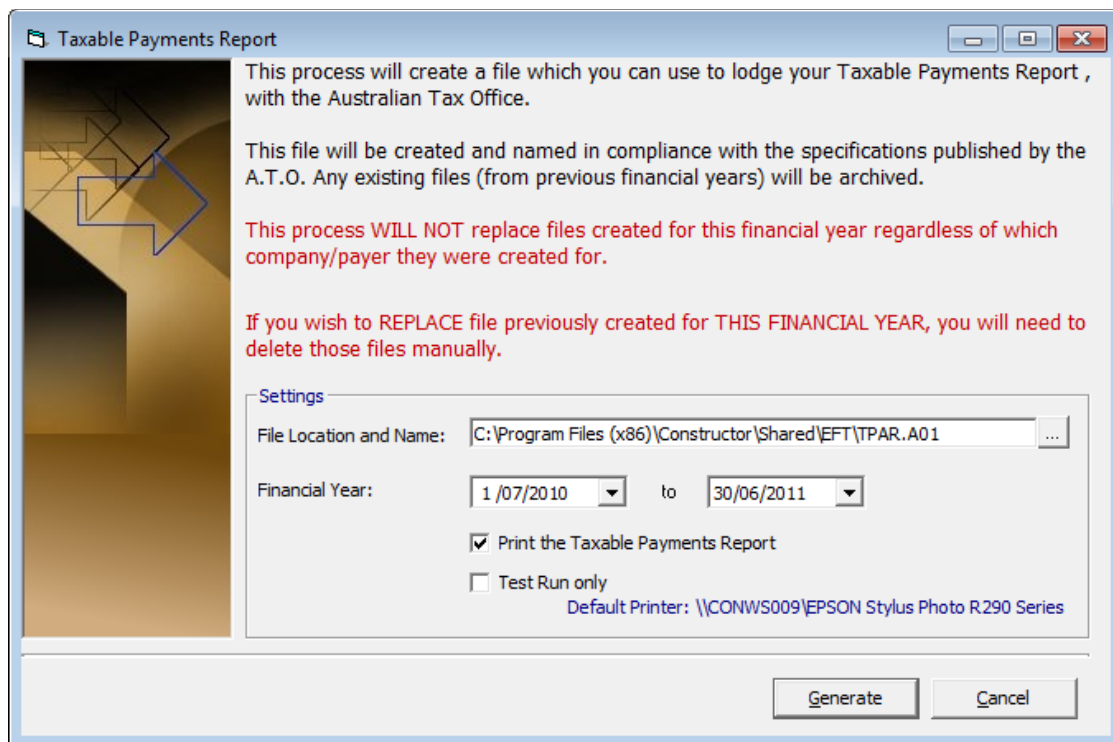 Taxable Payments Report
This process will create a file which you can use to lodge your Taxable Payments Report ,
with the Australian Tax Office.
This file will be created and named in compliance with the specifications published by the
A.T.O. Any existing files (from previous financial years) will be archived.
This process WILL NOT replace files created for this financial year regardless of which
company/payer they were created for.
If you wish to REPLACE file previously created for THIS FINANCIAL YEAR, you will need to
delete those files manually.
Settings
File Location and Name: C:\Program Files (x86)\Constructor\Shared\EFT\TPAR.A01 ...
Financial Year: 1 /07/2010 to 30/06/2011
Print the Taxable Payments Report
Test Run only
Default Printer: \\CONWS009\EPSON Stylus Photo R290 Series
Generate Cancel